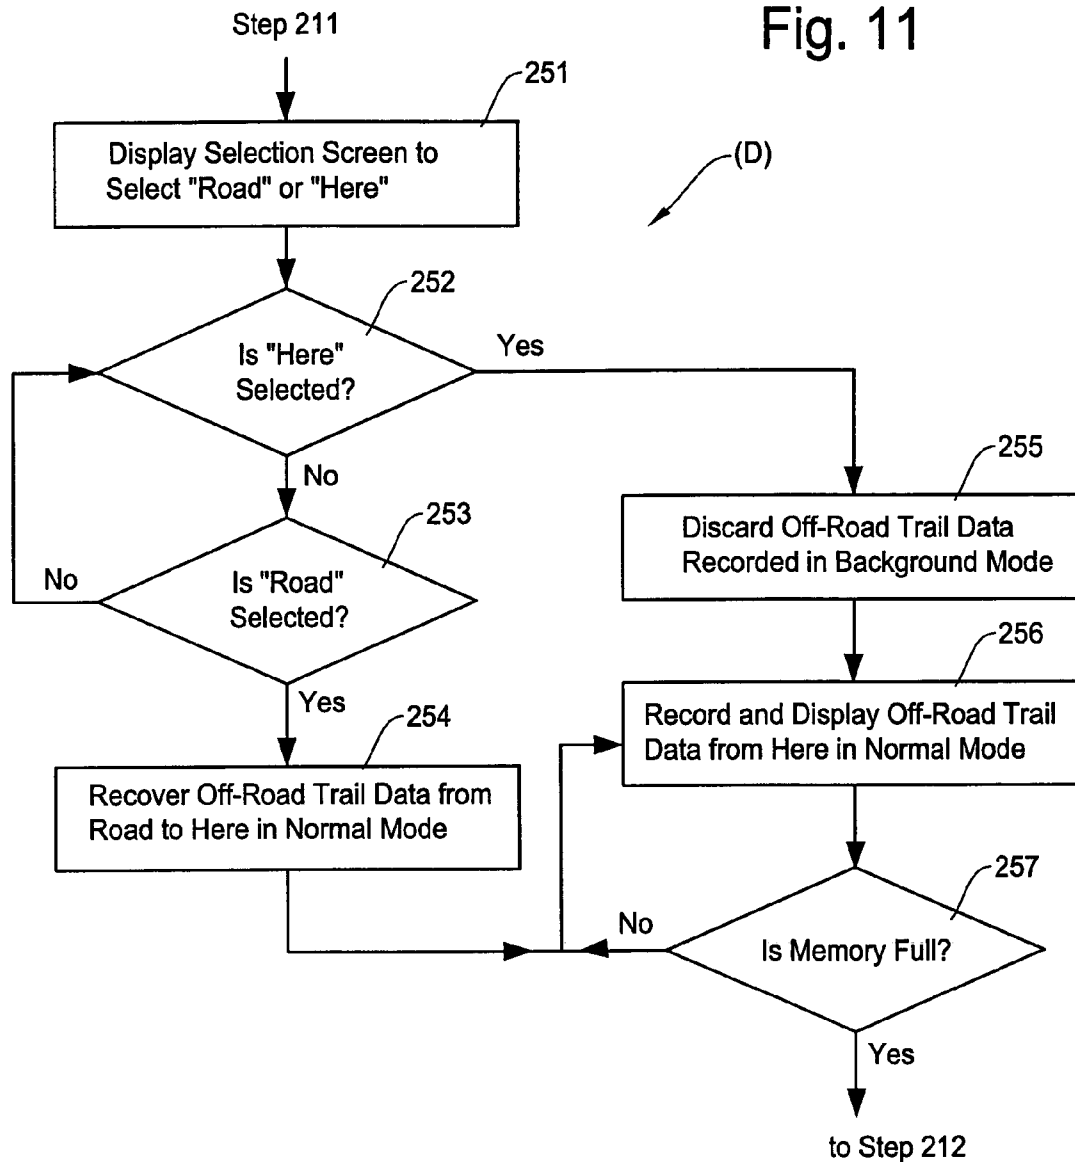 Step 211
Fig. 11
251
Display Selection Screen to
Select "Road" or "Here"
(D)
252
Is "Here"
Selected?
Yes
No
253
Is "Road"
Selected?
No
Yes
254
Recover Off-Road Trail Data from
Road to Here in Normal Mode
255
Discard Off-Road Trail Data
Recorded in Background Mode
256
Record and Display Off-Road Trail
Data from Here in Normal Mode
257
Is Memory Full?
No
Yes
to Step 212